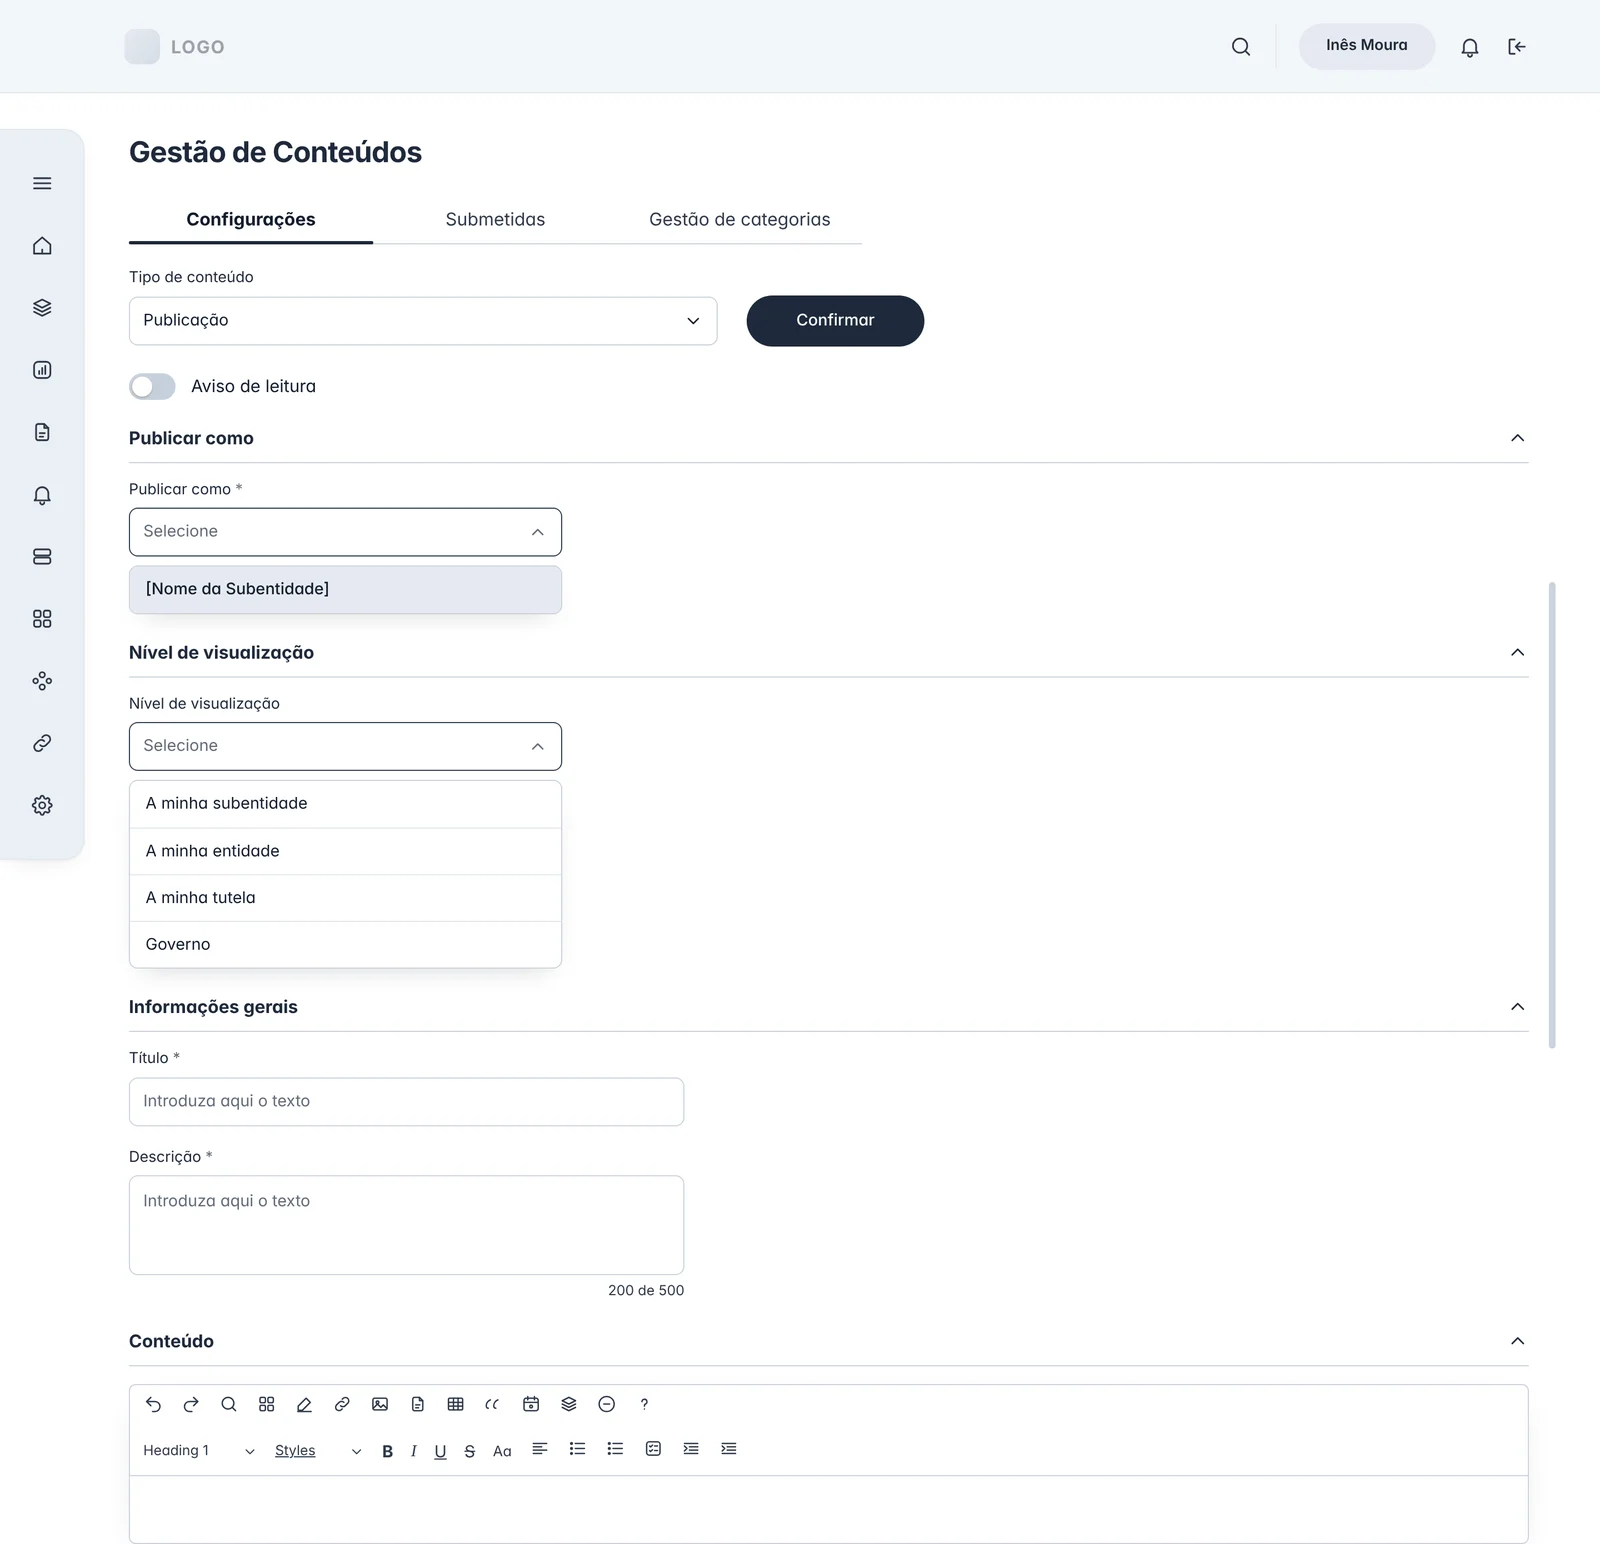 LOGO
Inês Moura
Gestão de Conteúdos
Configurações
Submetidas
Gestão de categorias
Tipo de conteúdo
Publicação
Confirmar
Aviso de leitura
Publicar como
Publicar como *
Selecione
[Nome da Subentidade]
Nível de visualização
Nível de visualização
Selecione
A minha subentidade
A minha entidade
A minha tutela
Governo
Informações gerais
Título *
Introduza aqui o texto
Descrição *
Introduza aqui o texto
200 de 500
Conteúdo
?
Heading 1
Styles
B I U S Aa